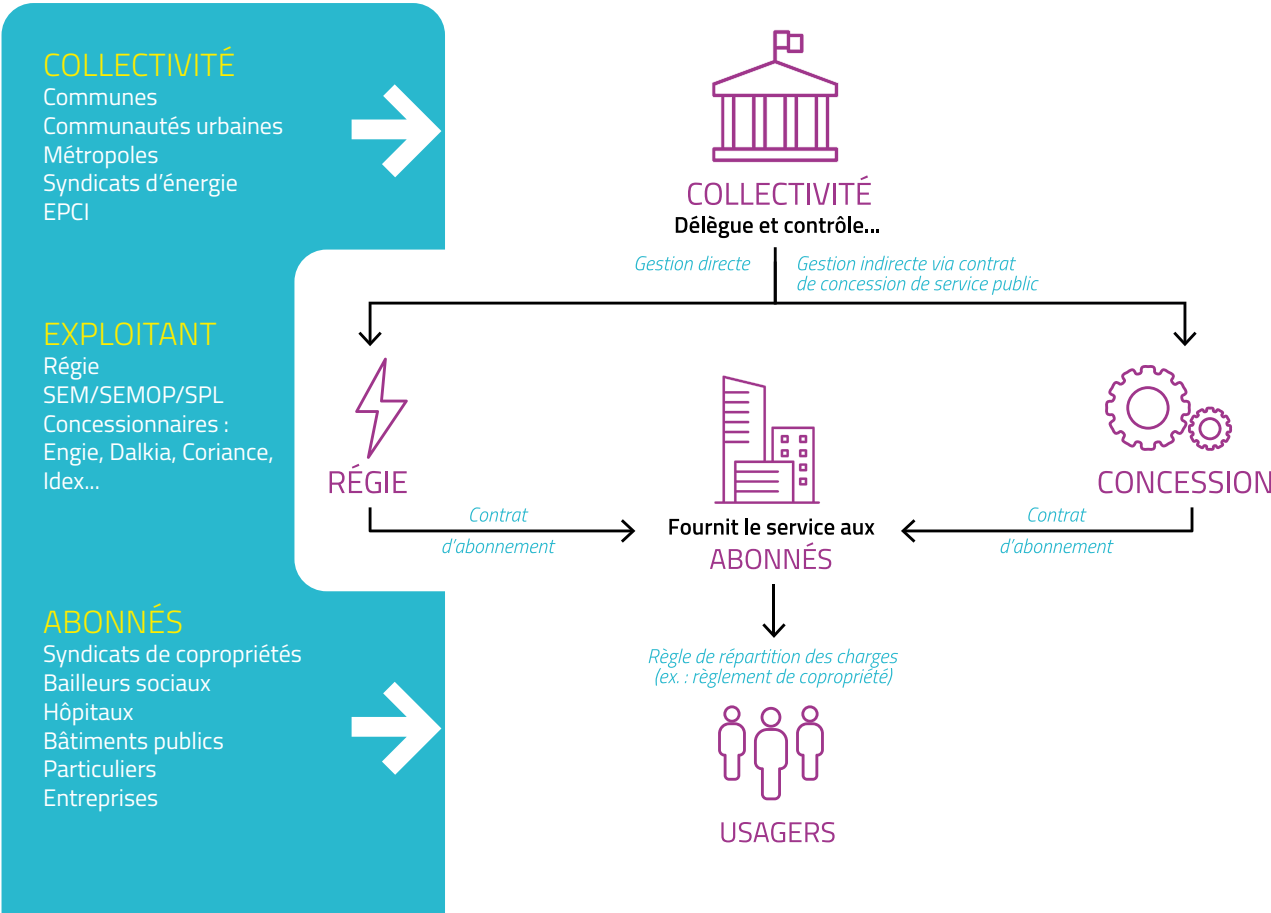 COLLECTIVITÉ
Communes
Communautés urbaines
Métropoles
Syndicats d'énergie
EPCI
EXPLOITANT
Régie
SEM/SEMOP/SPL
Concessionnaires :
Engie, Dalkia, Coriance,
Idex...
ABONNÉS
Syndicats de copropriétés
Bailleurs sociaux
Hôpitaux
Bâtiments publics
Particuliers
Entreprises
COLLECTIVITÉ
Délègue et contrôle...
Gestion directe
Gestion indirecte via contrat
de concession de service public
RÉGIE
CONCESSION
Contrat
d'abonnement
Fournit le service aux
ABONNÉS
Contrat
d'abonnement
Règle de répartition des charges
(ex. : règlement de copropriété)
USAGERS